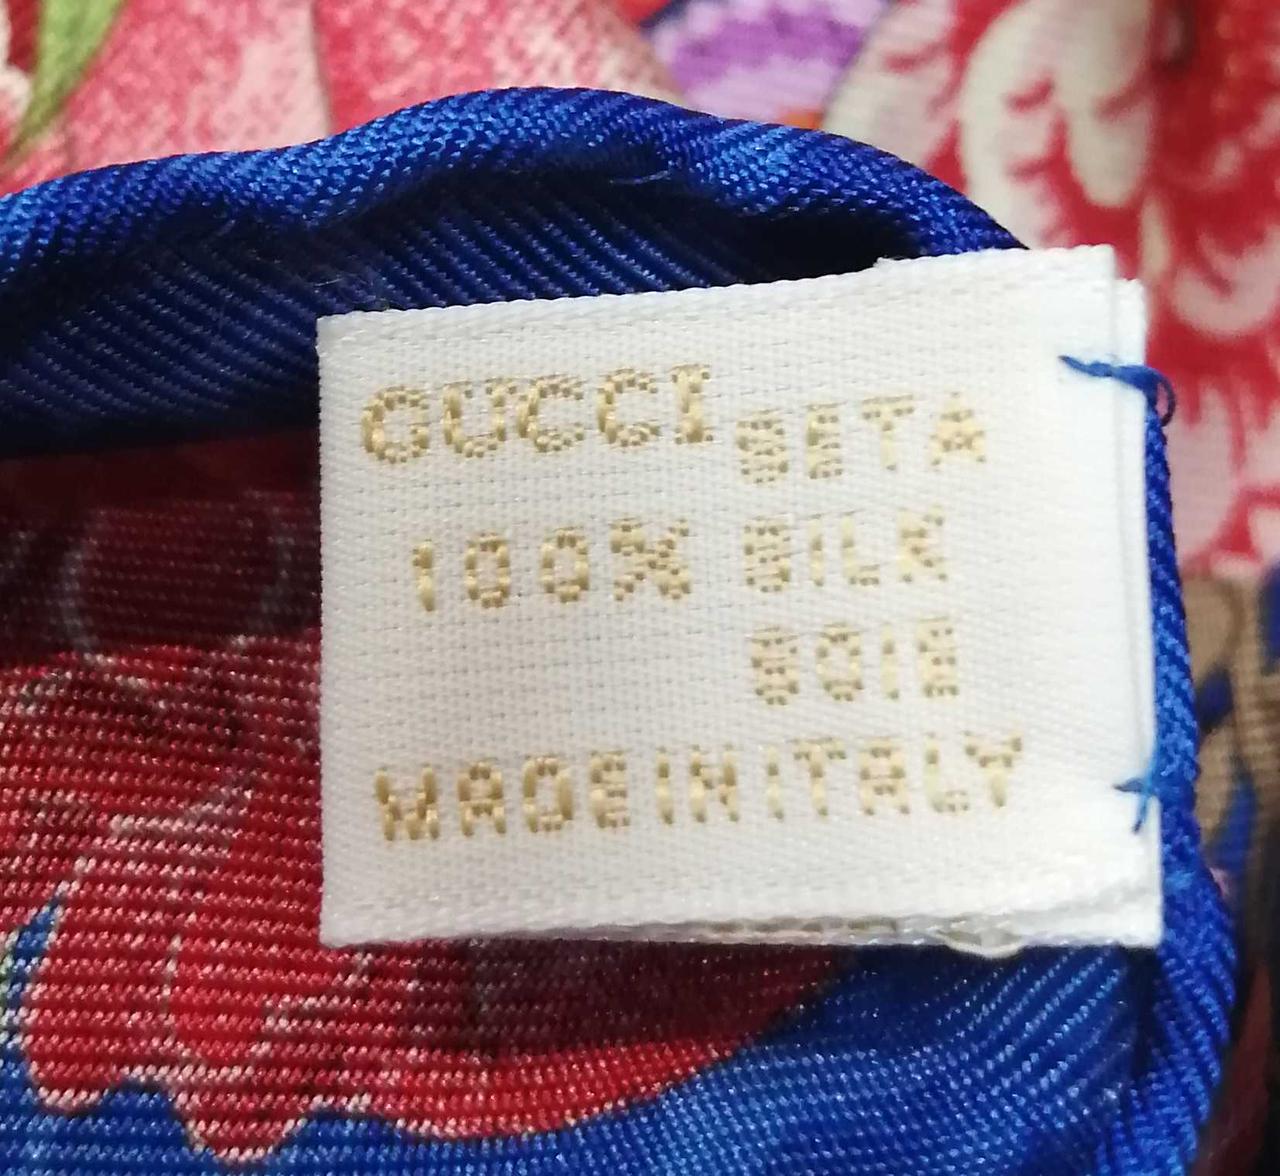 GUCCI SETA
100% SILK
SOIE
MADE IN ITALY